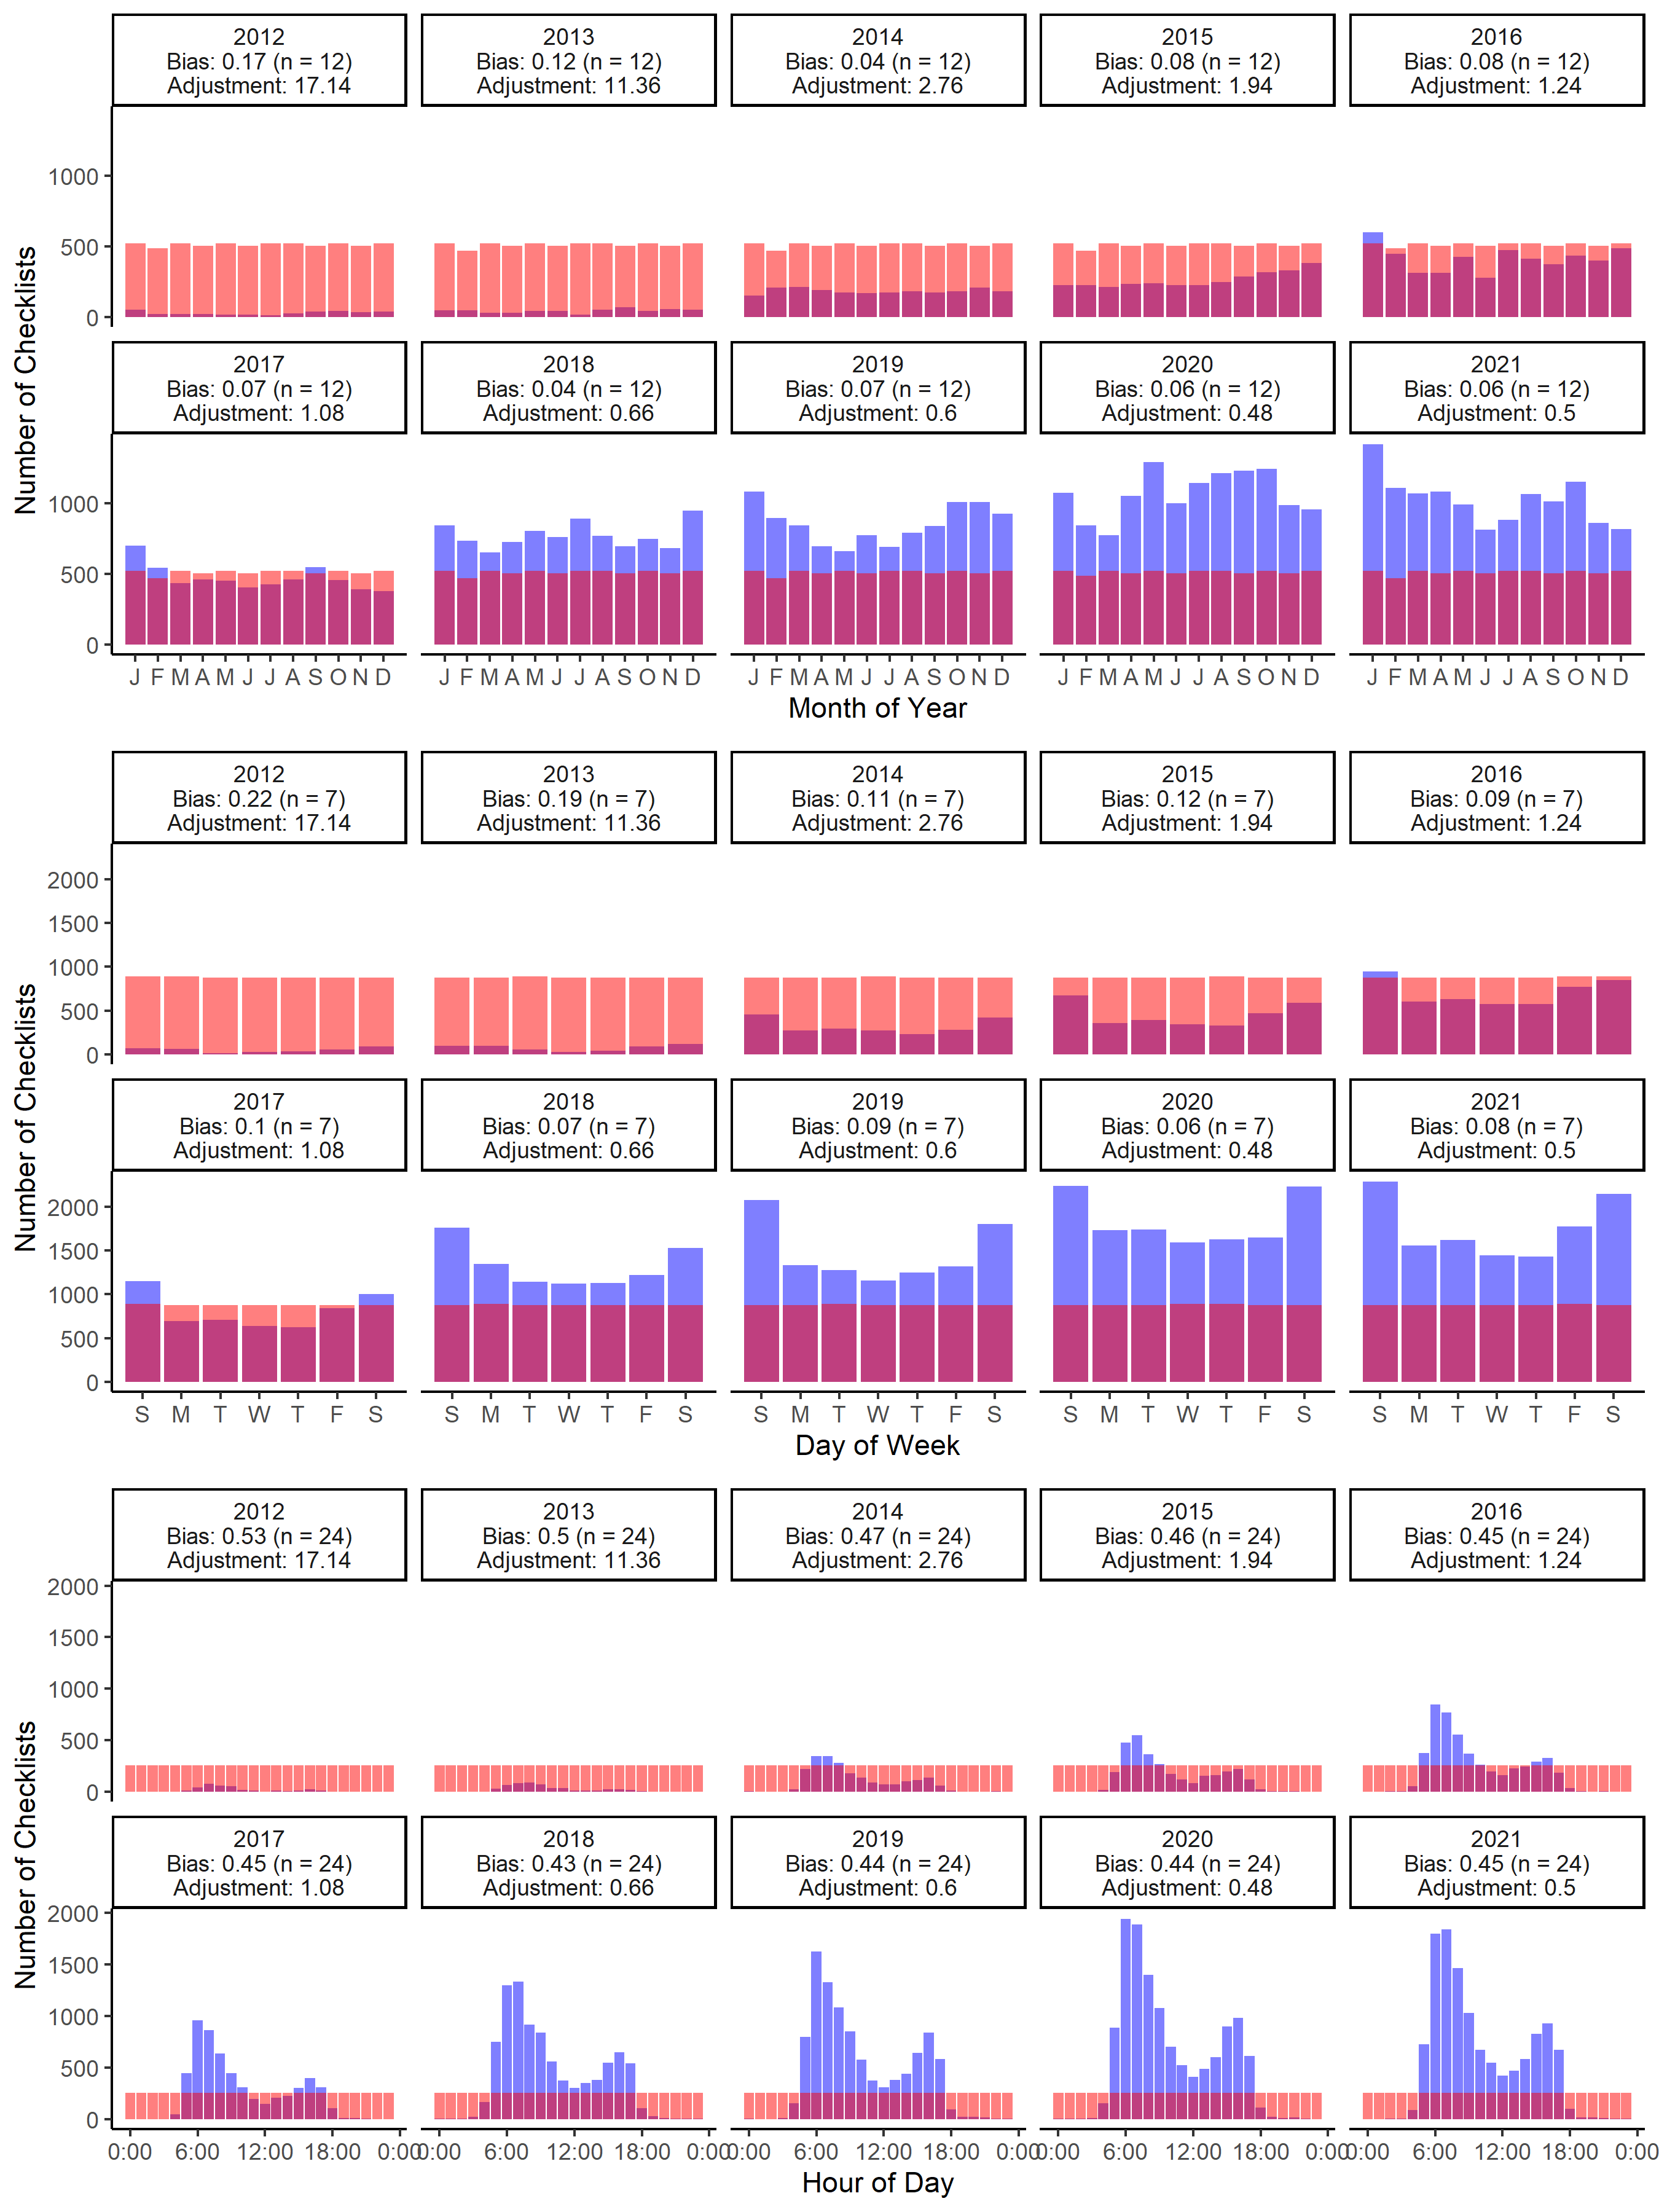 2012 2013 2014 2015 2016
Bias: 0.17 (n = 12) Bias: 0.12 (n = 12) Bias: 0.04 (n = 12) Bias: 0.08 (n = 12) Bias: 0.08 (n = 12)
Adjustment: 17.14 Adjustment: 11.36 Adjustment: 2.76 Adjustment: 1.94 Adjustment: 1.24
1000
500
0
2017 2018 2019 2020 2021
Bias: 0.07 (n = 12) Bias: 0.04 (n = 12) Bias: 0.07 (n = 12) Bias: 0.06 (n = 12) Bias: 0.06 (n = 12)
Adjustment: 1.08 Adjustment: 0.66 Adjustment: 0.6 Adjustment: 0.48 Adjustment: 0.5
1000
500
0
Number of Checklists
J F M A M J J A S O N D J F M A M J J A S O N D J F M A M J J A S O N D J F M A M J J A S O N D J F M A M J J A S O N D
Month of Year
2012 2013 2014 2015 2016
Bias: 0.22 (n = 7) Bias: 0.19 (n = 7) Bias: 0.11 (n = 7) Bias: 0.12 (n = 7) Bias: 0.09 (n = 7)
Adjustment: 17.14 Adjustment: 11.36 Adjustment: 2.76 Adjustment: 1.94 Adjustment: 1.24
2000
1500
1000
500
0
2017 2018 2019 2020 2021
Bias: 0.1 (n = 7) Bias: 0.07 (n = 7) Bias: 0.09 (n = 7) Bias: 0.06 (n = 7) Bias: 0.08 (n = 7)
Adjustment: 1.08 Adjustment: 0.66 Adjustment: 0.6 Adjustment: 0.48 Adjustment: 0.5
2000
1500
1000
500
0
Number of Checklists
S M T W T F S S M T W T F S S M T W T F S S M T W T F S S M T W T F S
Day of Week
2012 2013 2014 2015 2016
Bias: 0.53 (n = 24) Bias: 0.5 (n = 24) Bias: 0.47 (n = 24) Bias: 0.46 (n = 24) Bias: 0.45 (n = 24)
Adjustment: 17.14 Adjustment: 11.36 Adjustment: 2.76 Adjustment: 1.94 Adjustment: 1.24
2000
1500
1000
500
0
2017 2018 2019 2020 2021
Bias: 0.45 (n = 24) Bias: 0.43 (n = 24) Bias: 0.44 (n = 24) Bias: 0.44 (n = 24) Bias: 0.45 (n = 24)
Adjustment: 1.08 Adjustment: 0.66 Adjustment: 0.6 Adjustment: 0.48 Adjustment: 0.5
2000
1500
1000
500
0
Number of Checklists
0:00 6:00 12:00 18:00 0:00 0:00 6:00 12:00 18:00 0:00 0:00 6:00 12:00 18:00 0:00 0:00 6:00 12:00 18:00 0:00 0:00 6:00 12:00 18:00 0:00
Hour of Day